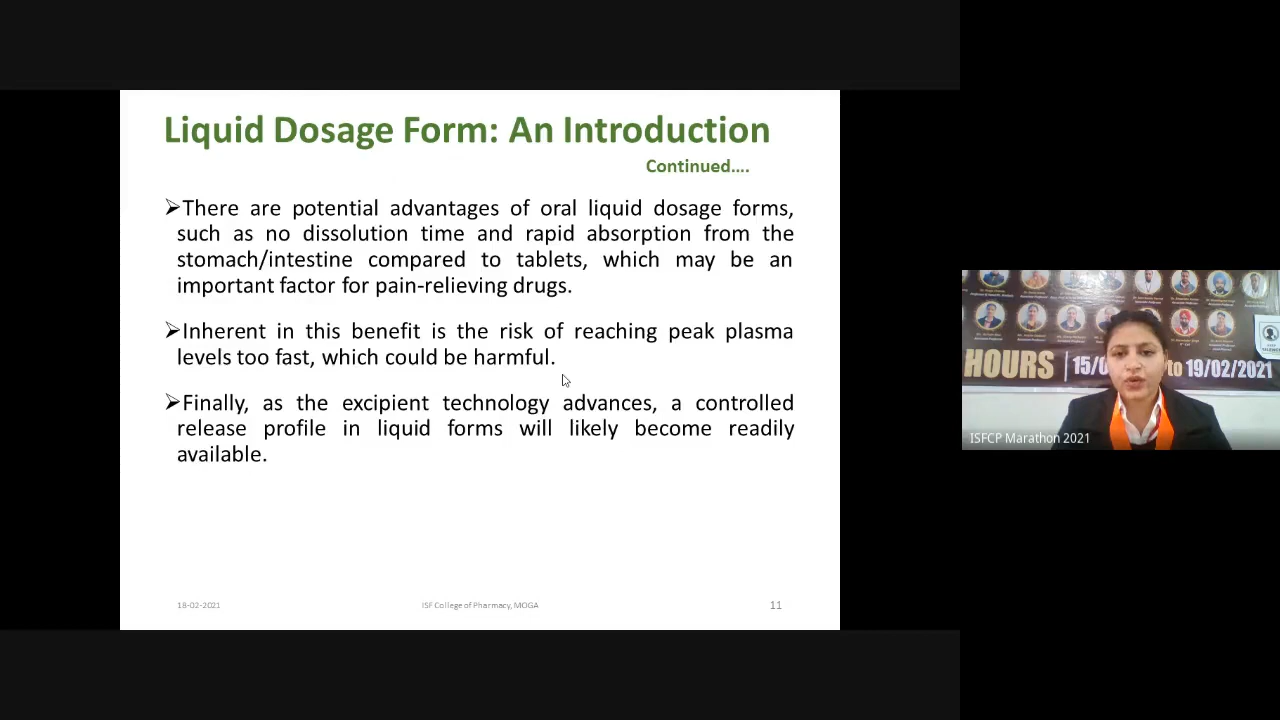 Liquid Dosage Form: An Introduction
Continued....
➢There are potential advantages of oral liquid dosage forms,
such as no dissolution time and rapid absorption from the
stomach/intestine compared to tablets, which may be an
important factor for pain-relieving drugs.
➢Inherent in this benefit is the risk of reaching peak plasma
levels too fast, which could be harmful.
➢Finally, as the excipient technology advances, a controlled
release profile in liquid forms will likely become readily
available.
18-02-2021
ISF College of Pharmacy, MOGA
11
HOURS 15/0 to 19/02/2021
ISFCP Marathon 2021